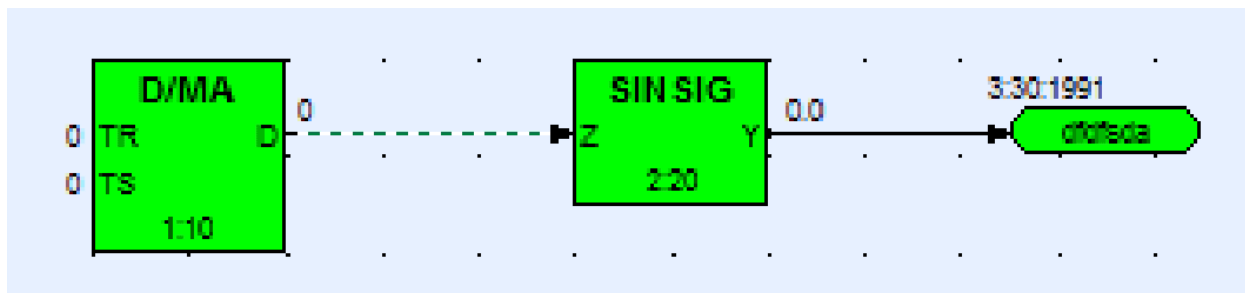 D/MA
0 TR D 0
0 TS
1:10
SIN SIG
Z Y 0.0
2:20
3:30:1991
dfdfsda